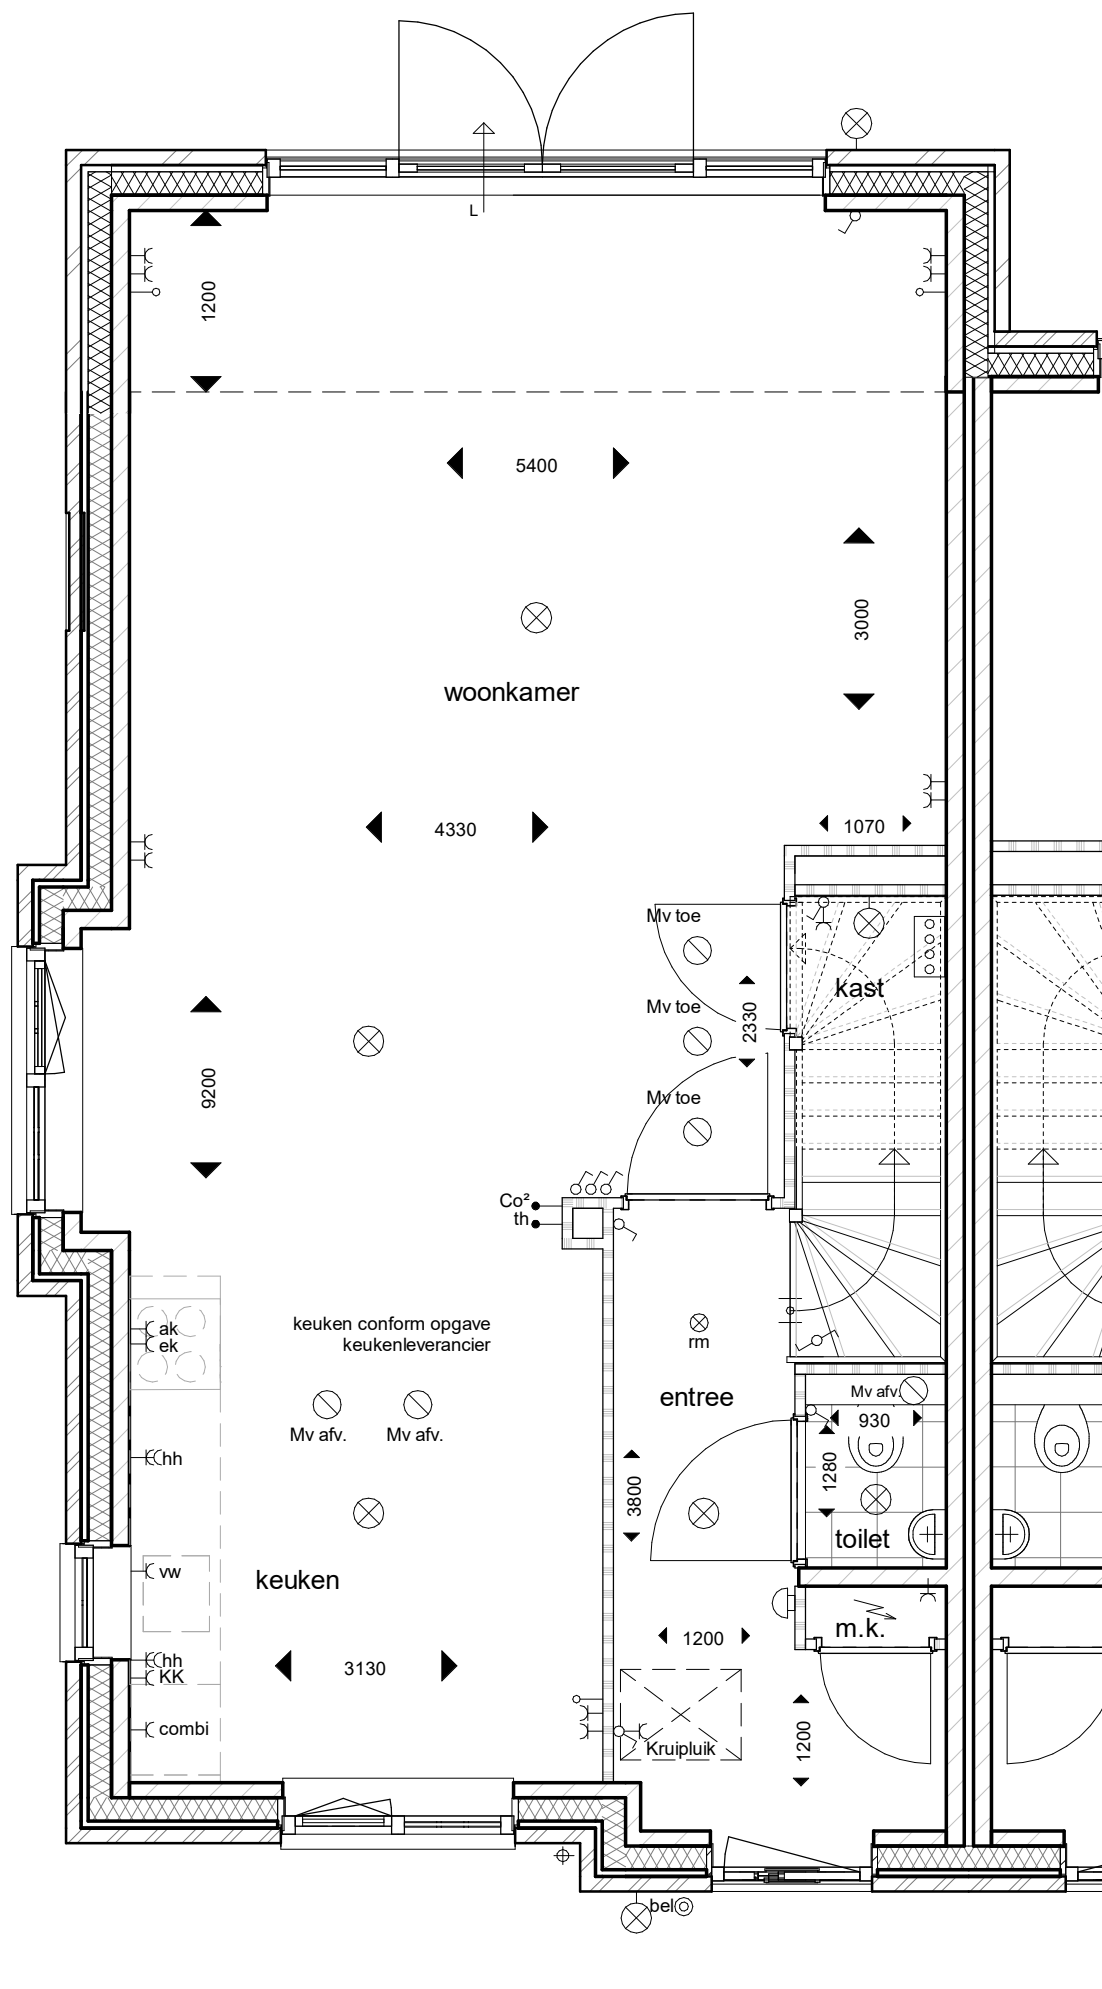 L
1200
5400
3000
woonkamer
4330
1070
Mv toe
kast
Mv toe
2330
9200
Mv toe
Co²
th
keuken conform opgave
keukenleverancier
ak
ek
rm
entree
Mv afv.
930
Mv afv.
Mv afv.
hh
1280
3800
toilet
vw
keuken
m.k.
1200
hh
KK
3130
combi
Kruipluik
1200
bel